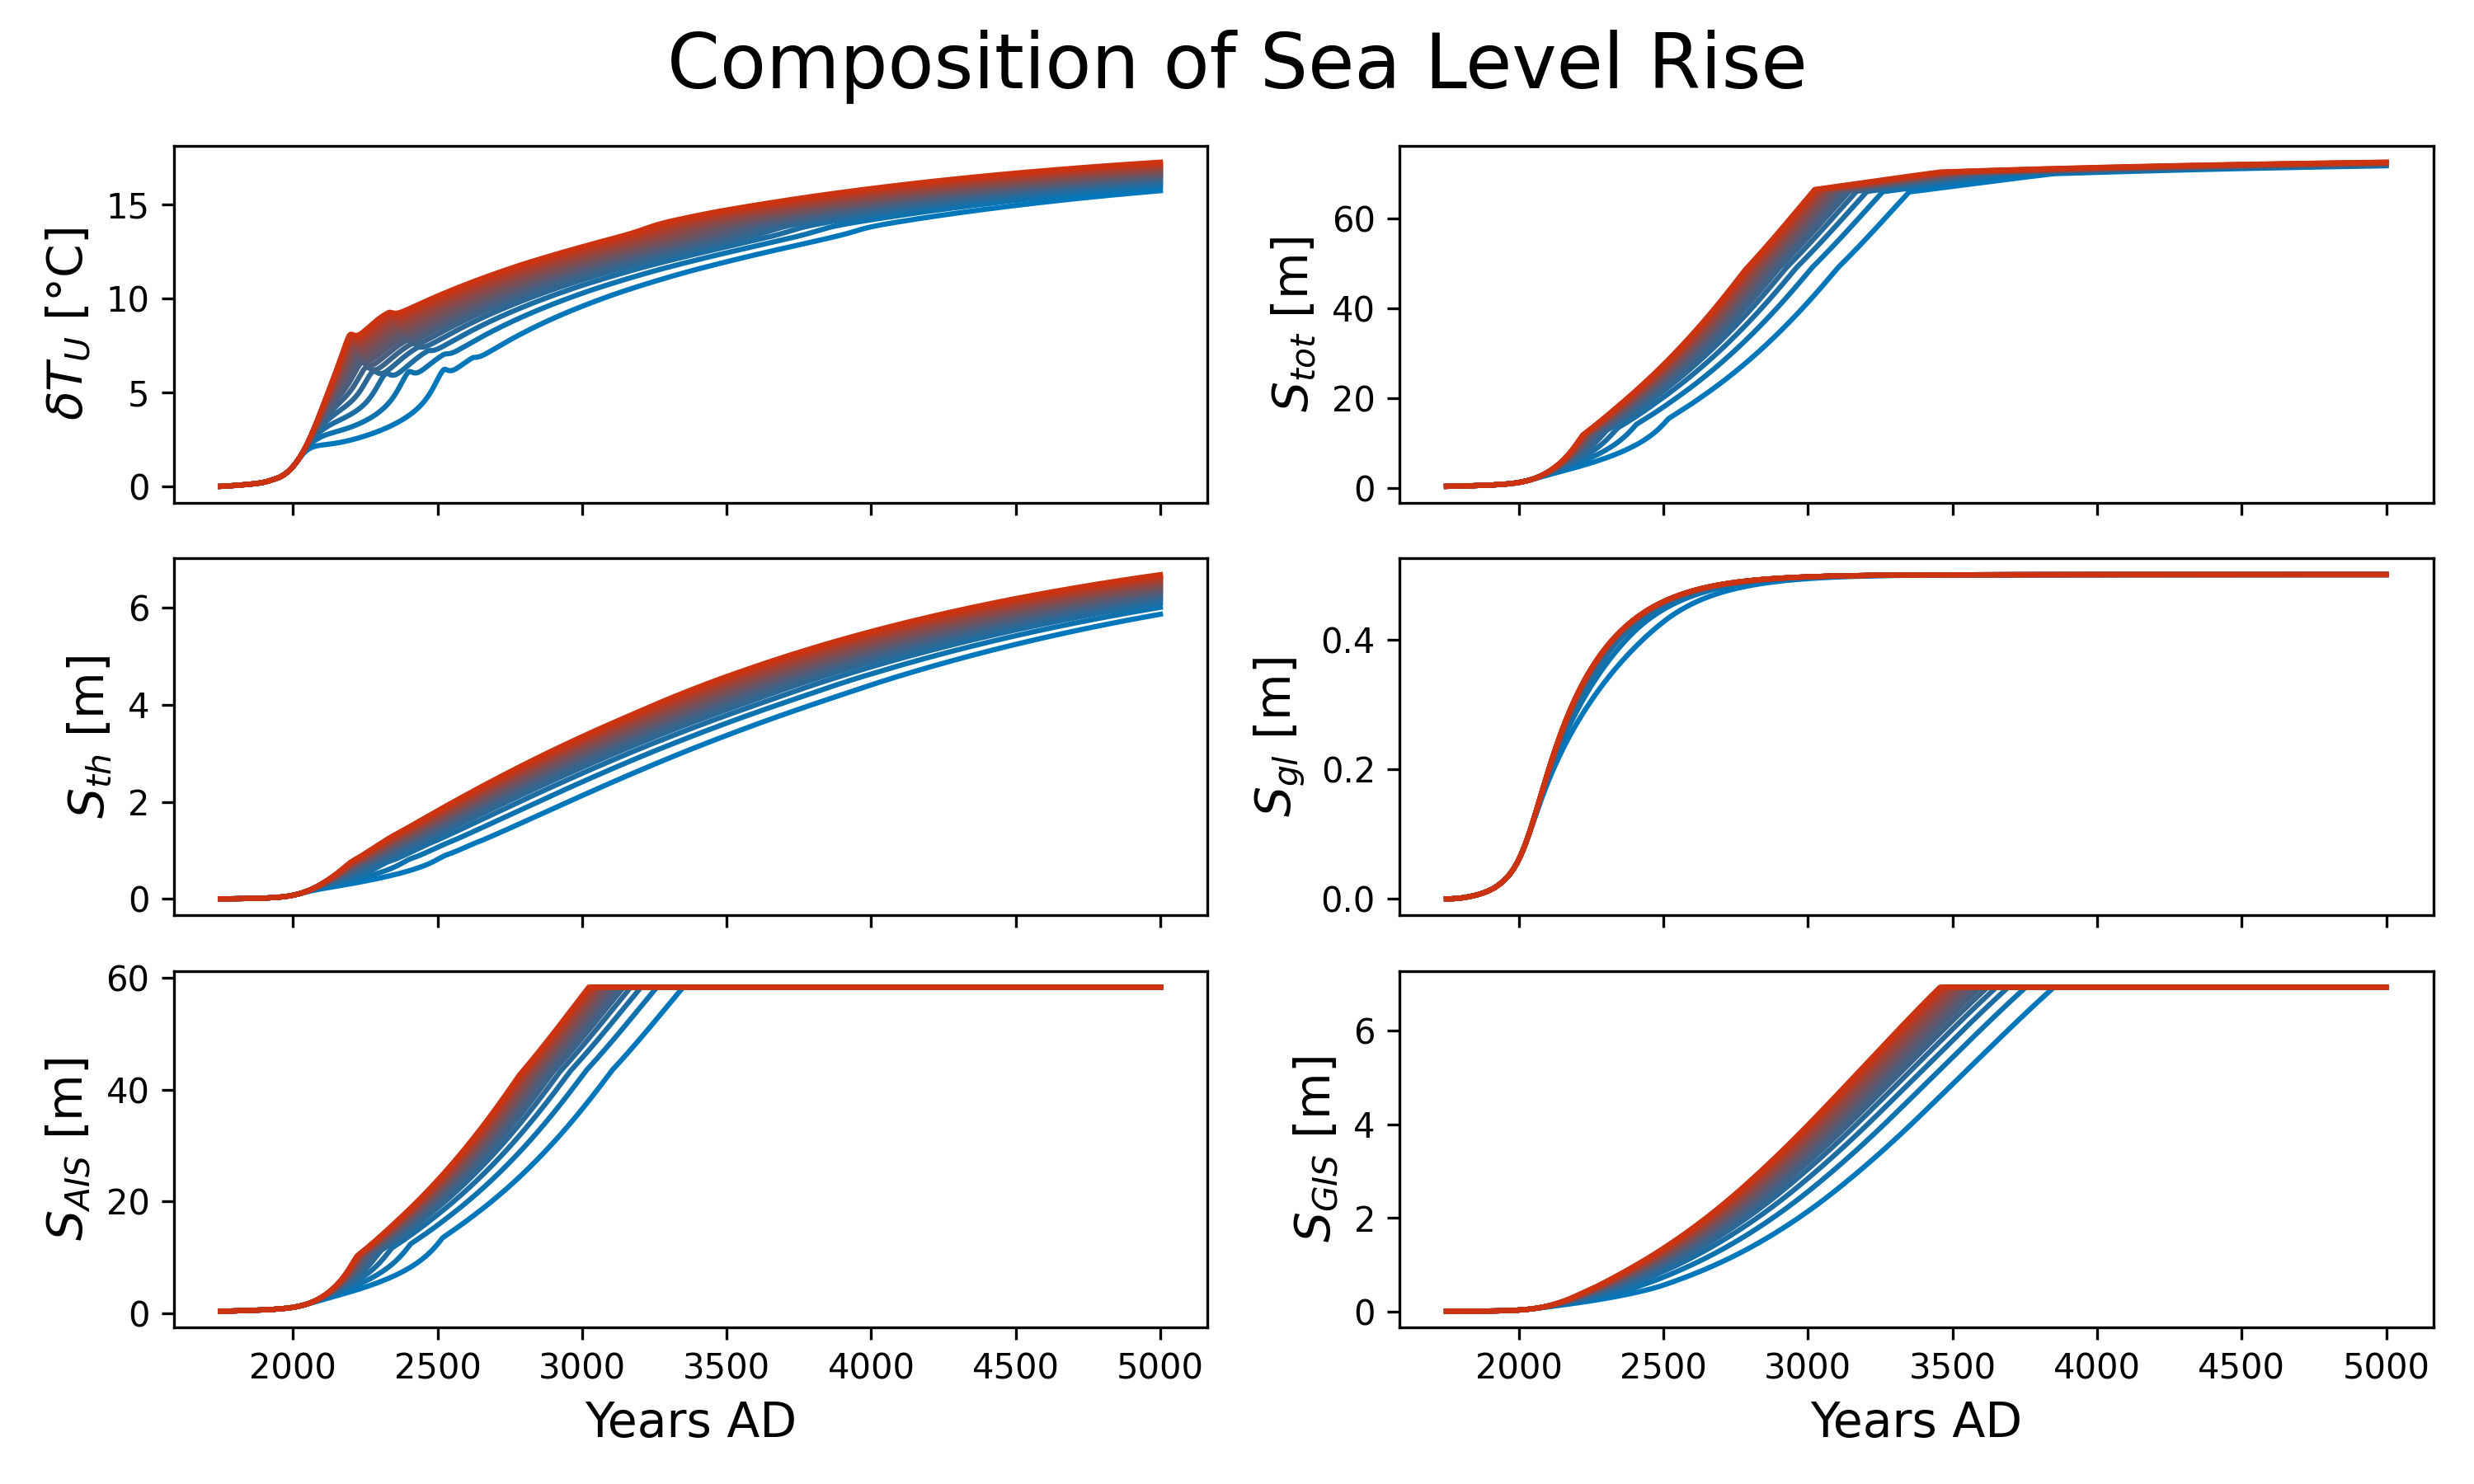 Composition of Sea Level Rise
δT_U [°C]
15
10
5
0
S_tot [m]
60
40
20
0
S_th [m]
6
4
2
0
S_gl [m]
0.4
0.2
0.0
S_AIS [m]
60
40
20
0
2000 2500 3000 3500 4000 4500 5000
Years AD
S_GIS [m]
6
4
2
0
2000 2500 3000 3500 4000 4500 5000
Years AD